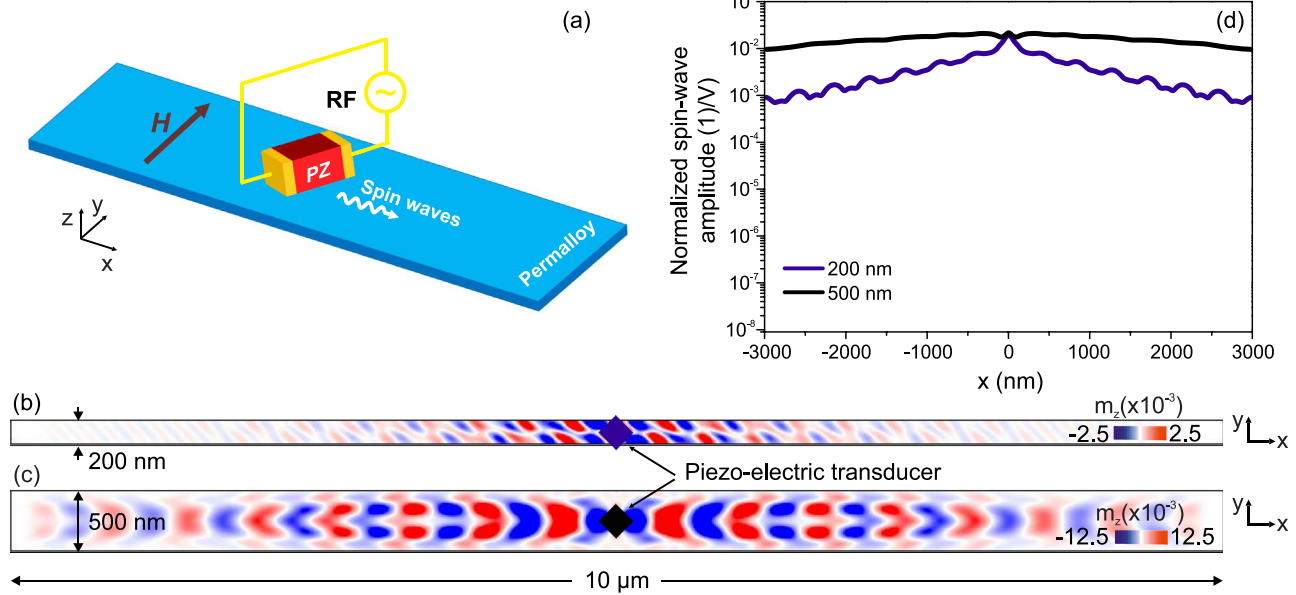 (a)
RF
~
H
PZ
Spin waves
Permalloy
z
y
x
(d)
Normalized spin-wave
amplitude (1)/V
10
10⁻²
10⁻³
10⁻⁴
10⁻⁵
10⁻⁶
10⁻⁷
10⁻⁸
200 nm
500 nm
-3000 -2000 -1000 0 1000 2000 3000
x (nm)
(b)
200 nm
m_z(x10⁻³)
-2.5 2.5
y
x
Piezo-electric transducer
(c)
500 nm
m_z(x10⁻³)
-12.5 12.5
y
x
10 µm